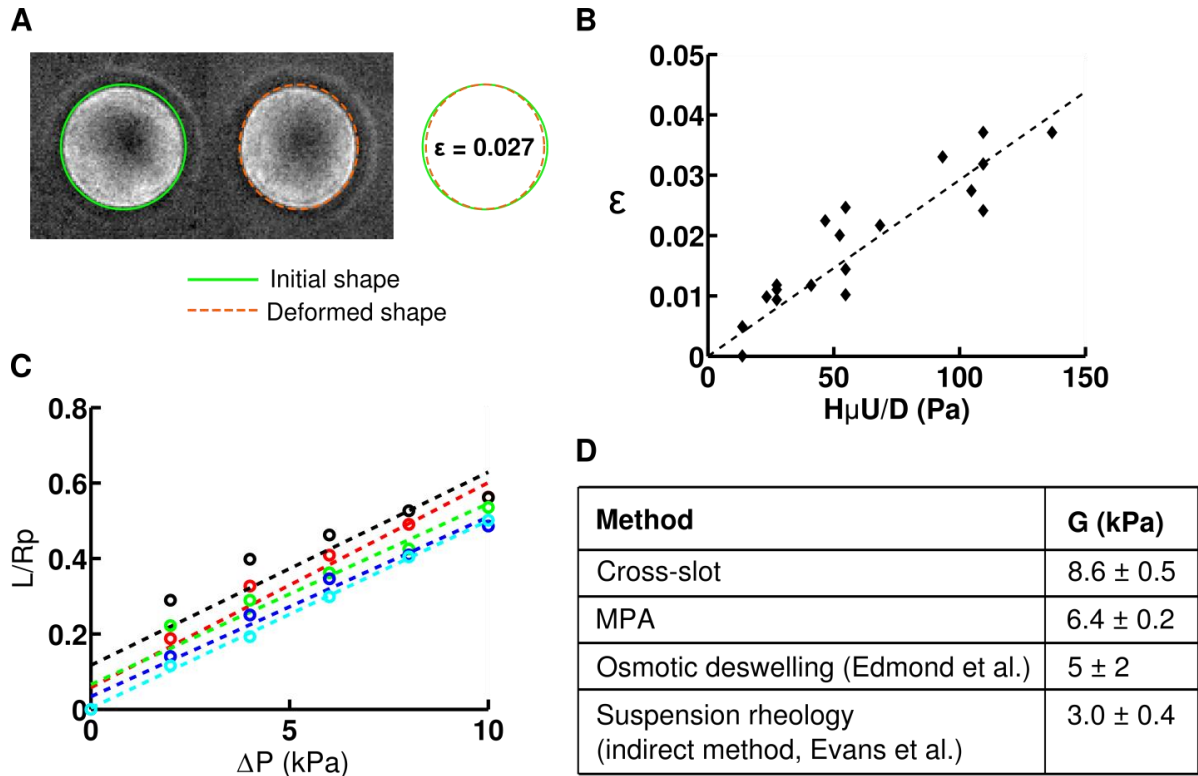 A
ε = 0.027
Initial shape
Deformed shape
B
0.05
0.04
0.03
0.02
0.01
0
ε
0
50
100
150
HμU/D (Pa)
C
0.8
0.6
0.4
0.2
0
L/Rp
0
5
10
ΔP (kPa)
D
Method
G (kPa)
Cross-slot
8.6 ± 0.5
MPA
6.4 ± 0.2
Osmotic deswelling (Edmond et al.)
5 ± 2
Suspension rheology
(indirect method, Evans et al.)
3.0 ± 0.4